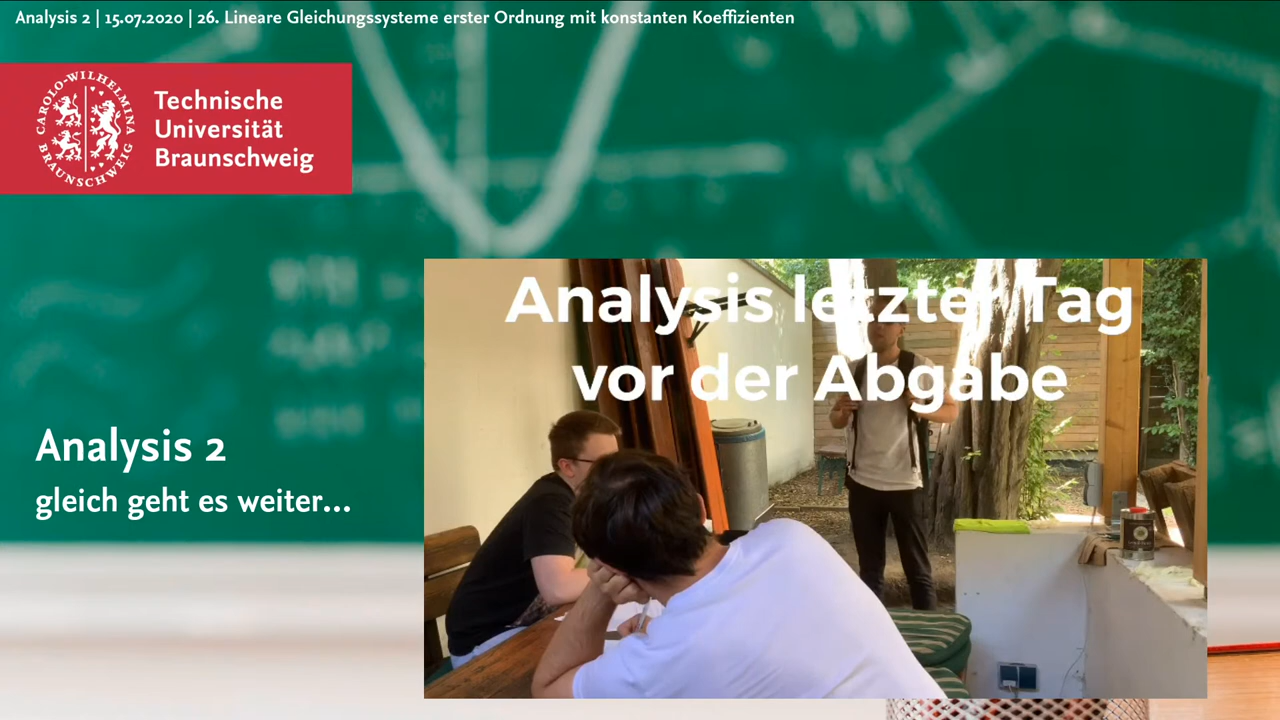 Analysis 2 | 15.07.2020 | 26. Lineare Gleichungssysteme erster Ordnung mit konstanten Koeffizienten
CAROLO-WILHELMINA
BRAUNSCHWEIG
Technische
Universität
Braunschweig
Analysis letzter Tag
vor der Abgabe
Analysis 2
gleich geht es weiter...